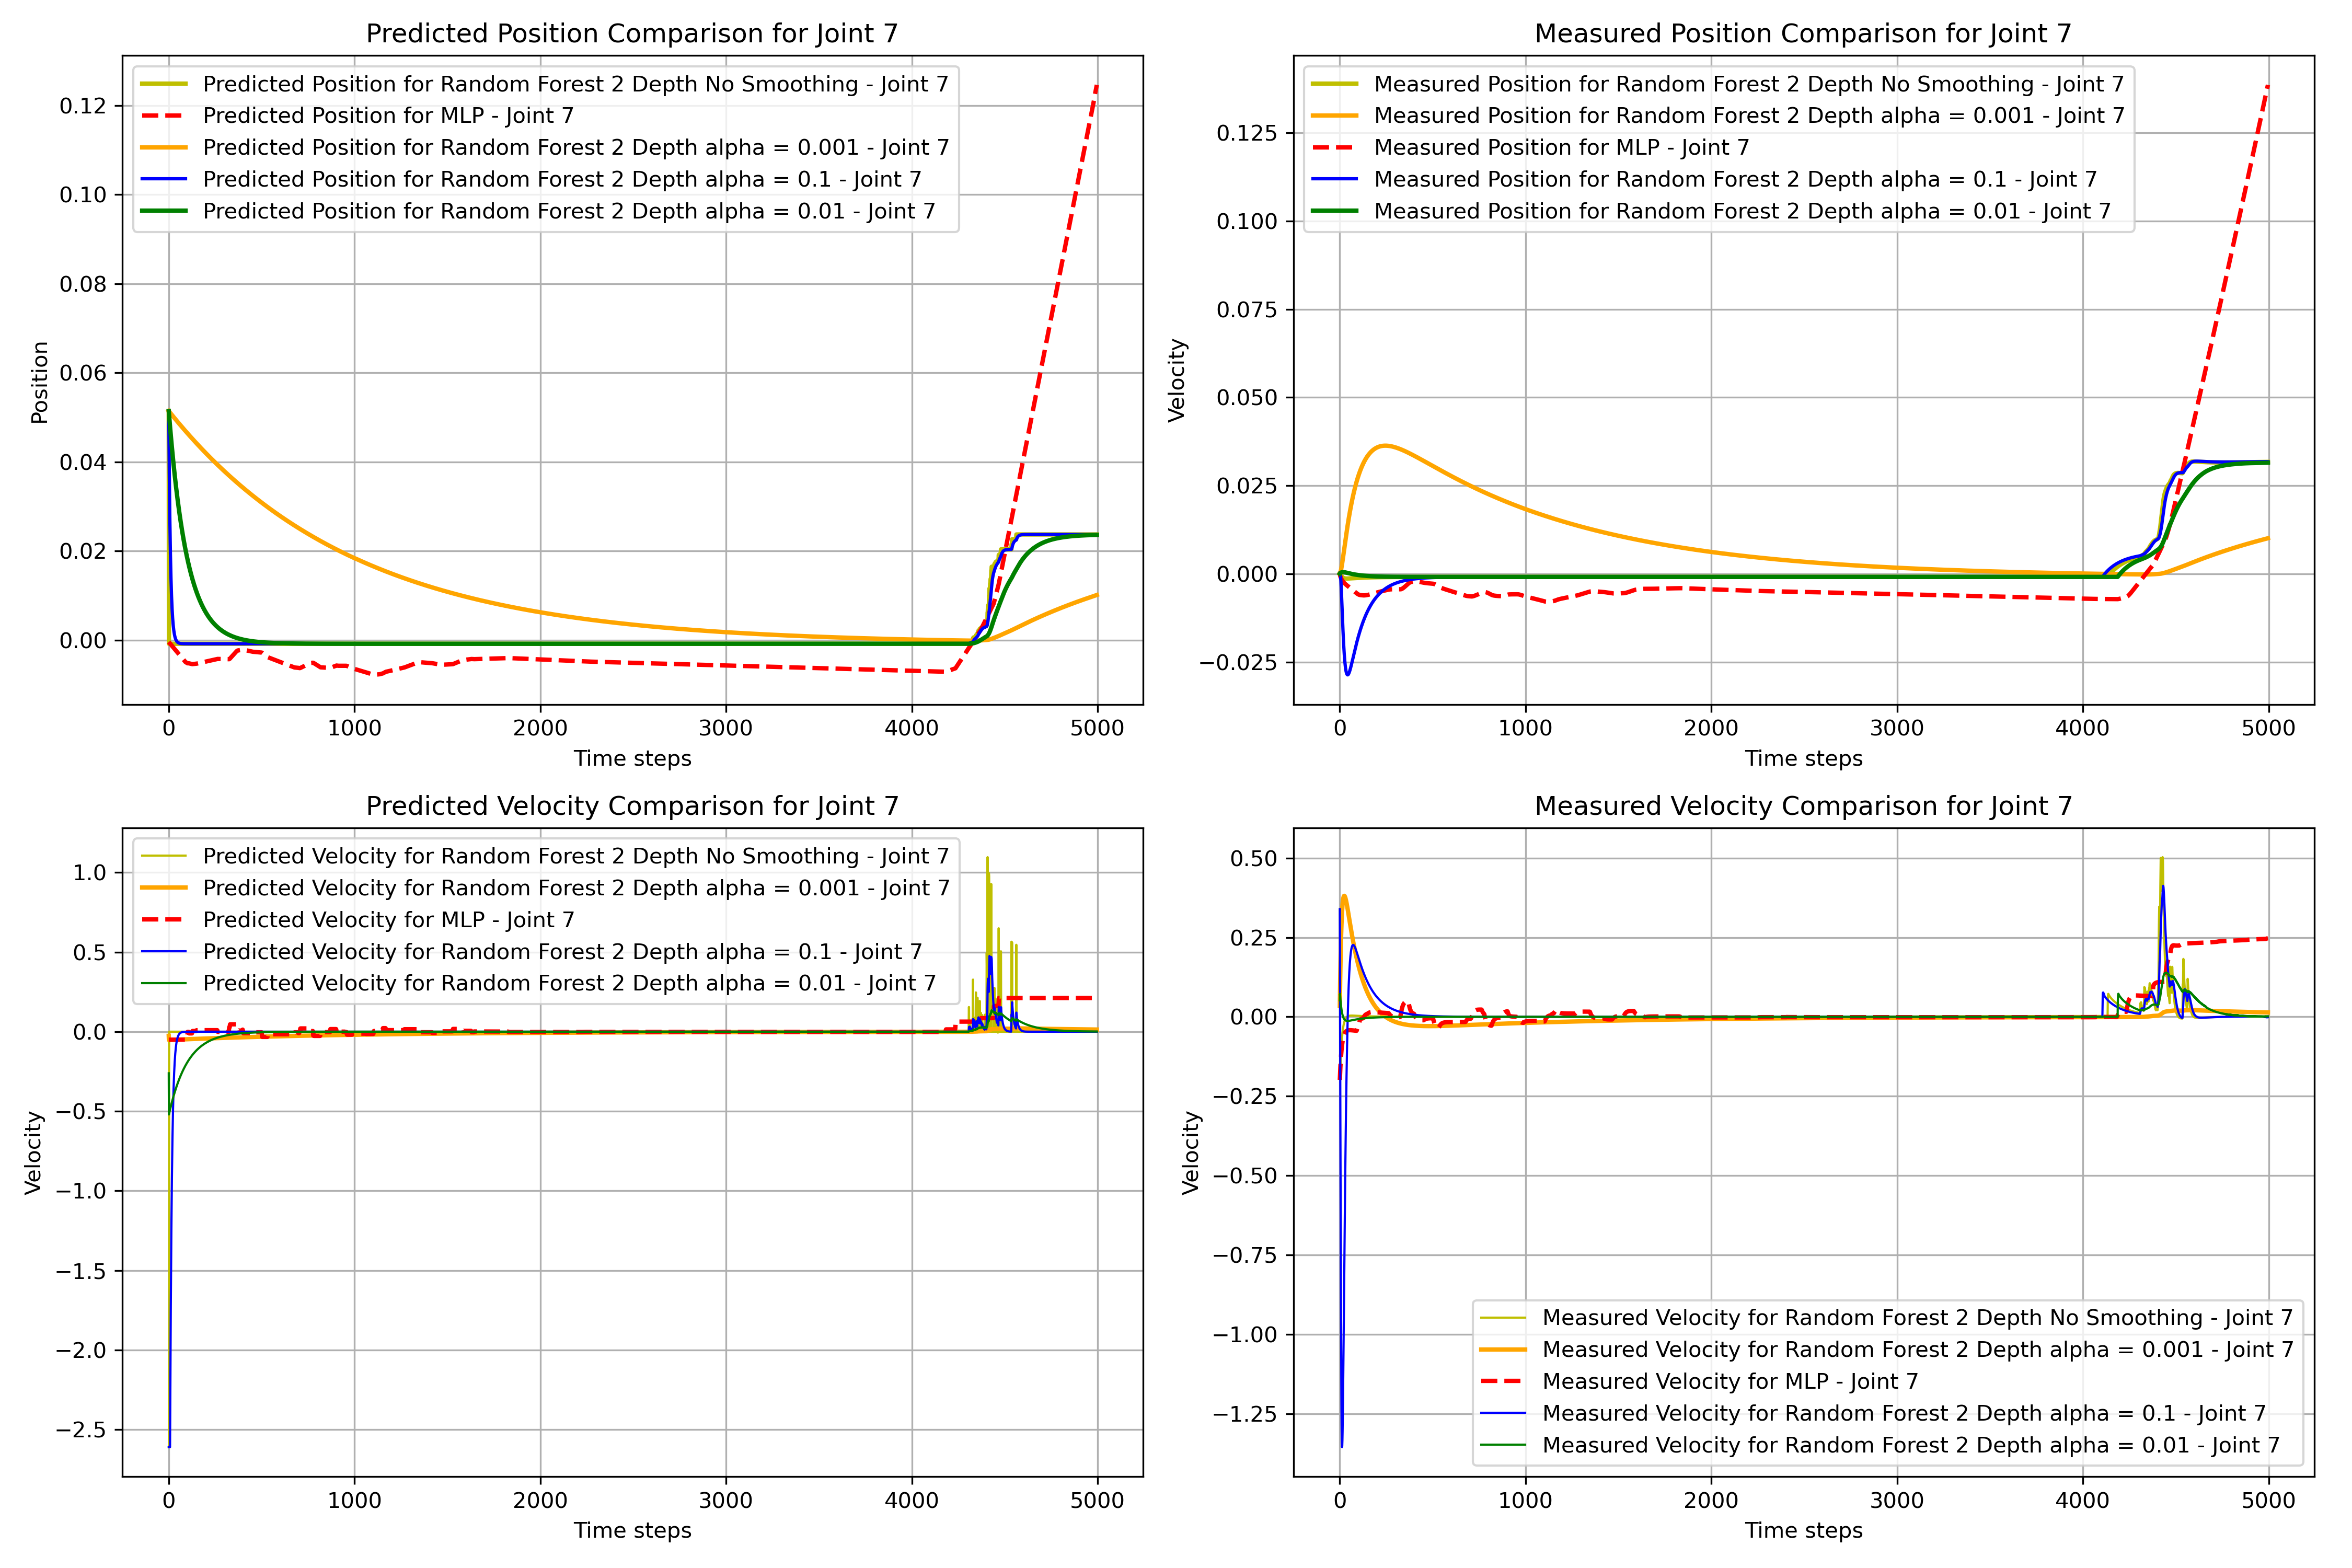 Predicted Position Comparison for Joint 7
Predicted Position for Random Forest 2 Depth No Smoothing - Joint 7
Predicted Position for MLP - Joint 7
Predicted Position for Random Forest 2 Depth alpha = 0.001 - Joint 7
Predicted Position for Random Forest 2 Depth alpha = 0.1 - Joint 7
Predicted Position for Random Forest 2 Depth alpha = 0.01 - Joint 7
0.12
0.10
0.08
0.06
0.04
0.02
0.00
Position
0 1000 2000 3000 4000 5000
Time steps
Measured Position Comparison for Joint 7
Measured Position for Random Forest 2 Depth No Smoothing - Joint 7
Measured Position for Random Forest 2 Depth alpha = 0.001 - Joint 7
Measured Position for MLP - Joint 7
Measured Position for Random Forest 2 Depth alpha = 0.1 - Joint 7
Measured Position for Random Forest 2 Depth alpha = 0.01 - Joint 7
0.125
0.100
0.075
0.050
0.025
0.000
−0.025
Velocity
0 1000 2000 3000 4000 5000
Time steps
Predicted Velocity Comparison for Joint 7
Predicted Velocity for Random Forest 2 Depth No Smoothing - Joint 7
Predicted Velocity for Random Forest 2 Depth alpha = 0.001 - Joint 7
Predicted Velocity for MLP - Joint 7
Predicted Velocity for Random Forest 2 Depth alpha = 0.1 - Joint 7
Predicted Velocity for Random Forest 2 Depth alpha = 0.01 - Joint 7
1.0
0.5
0.0
−0.5
−1.0
−1.5
−2.0
−2.5
Velocity
0 1000 2000 3000 4000 5000
Time steps
Measured Velocity Comparison for Joint 7
0.50
0.25
0.00
−0.25
−0.50
−0.75
−1.00
−1.25
Velocity
Measured Velocity for Random Forest 2 Depth No Smoothing - Joint 7
Measured Velocity for Random Forest 2 Depth alpha = 0.001 - Joint 7
Measured Velocity for MLP - Joint 7
Measured Velocity for Random Forest 2 Depth alpha = 0.1 - Joint 7
Measured Velocity for Random Forest 2 Depth alpha = 0.01 - Joint 7
0 1000 2000 3000 4000 5000
Time steps